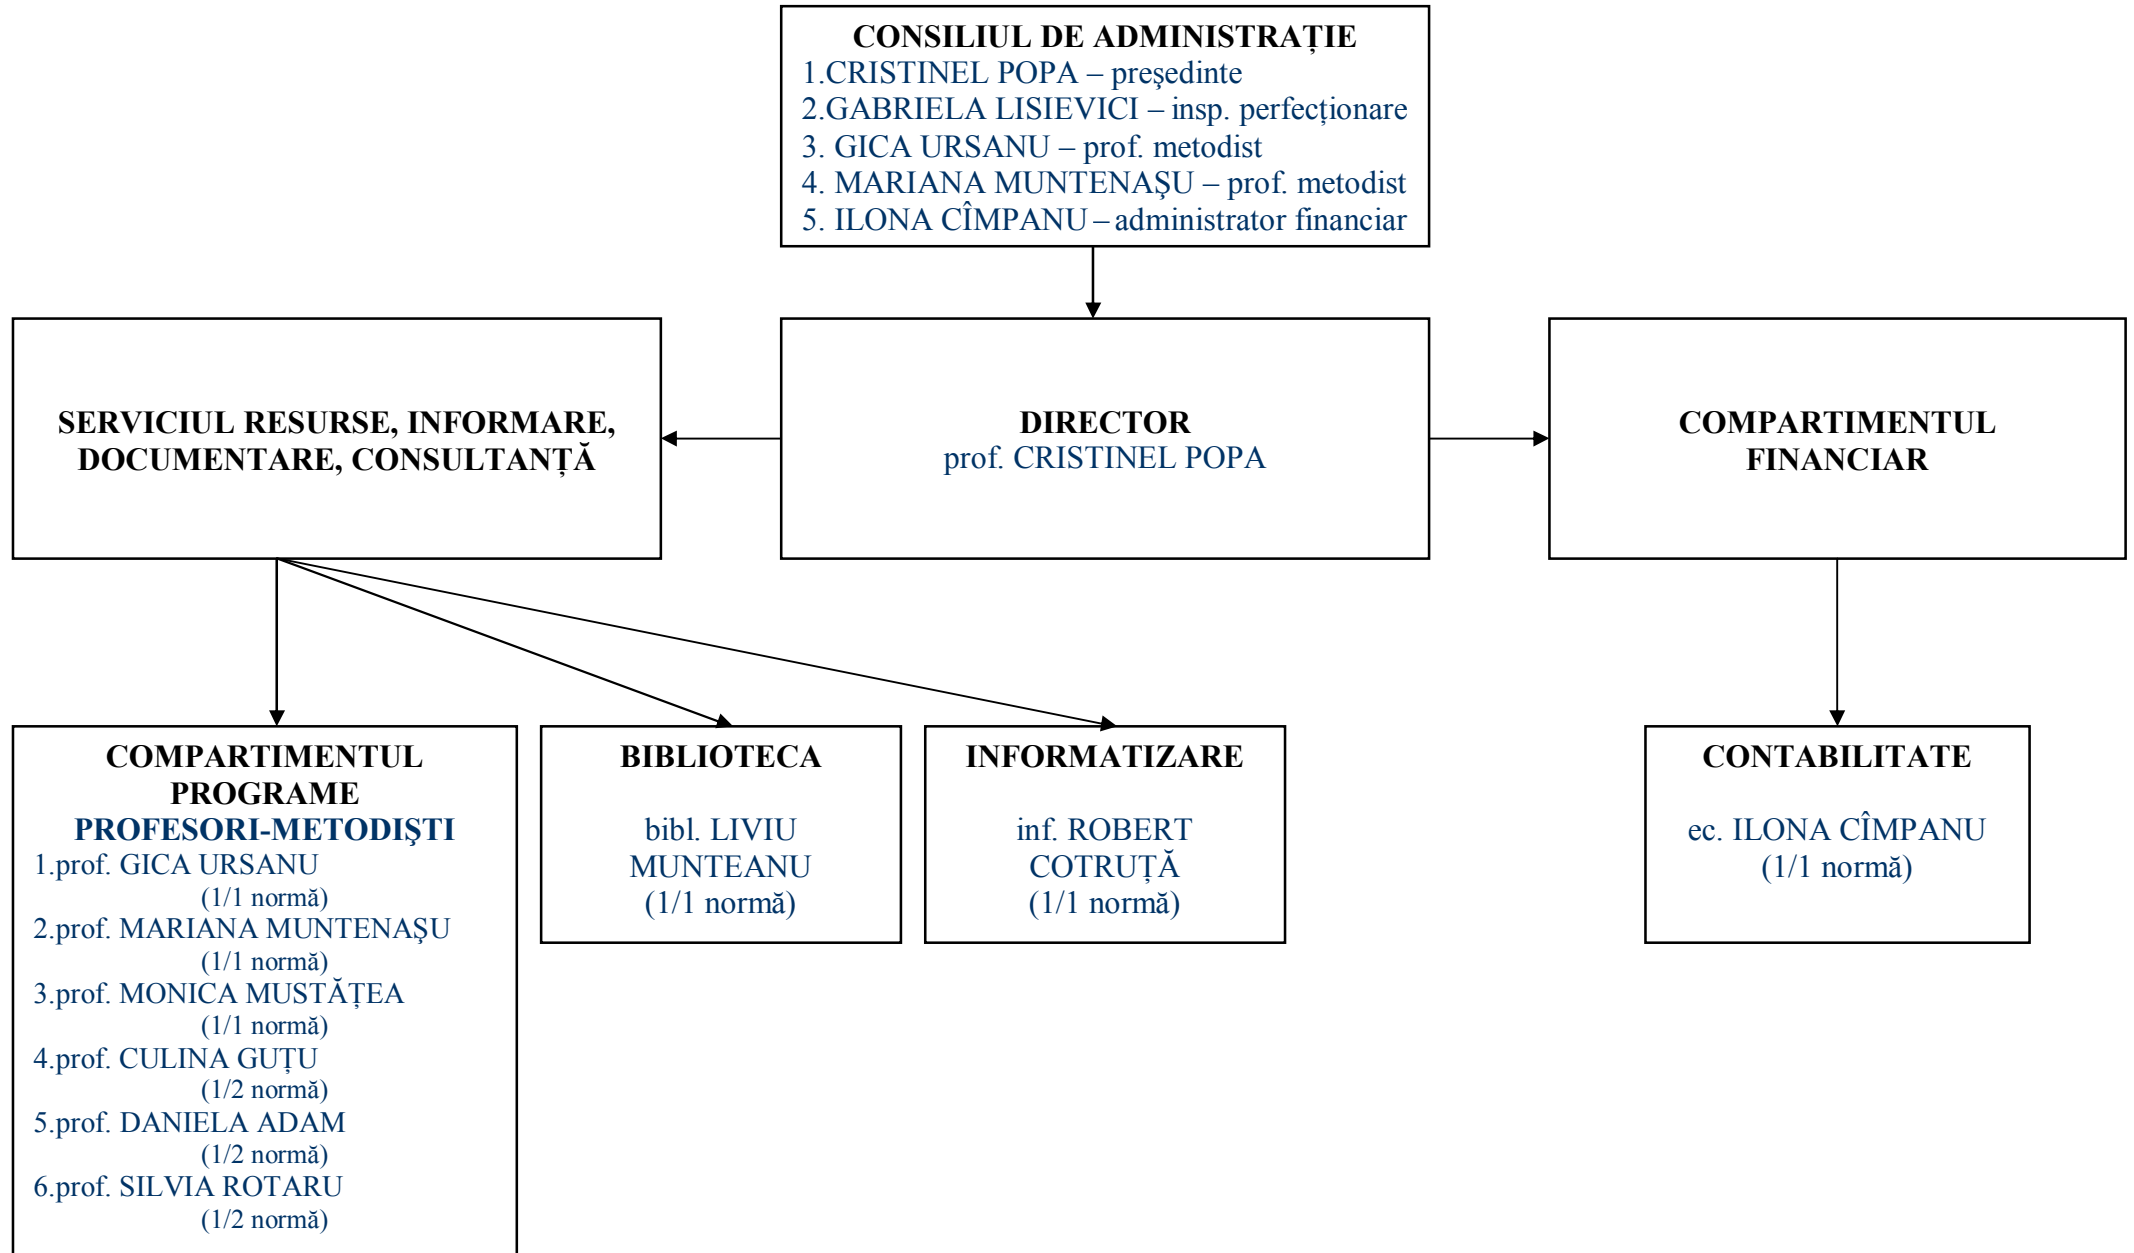 CONSILIUL DE ADMINISTRAȚIE
1.CRISTINEL POPA – preşedinte
2.GABRIELA LISIEVICI – insp. perfecționare
3. GICA URSANU – prof. metodist
4. MARIANA MUNTENAŞU – prof. metodist
5. ILONA CÎMPANU – administrator financiar
SERVICIUL RESURSE, INFORMARE,
DOCUMENTARE, CONSULTANȚĂ
DIRECTOR
prof. CRISTINEL POPA
COMPARTIMENTUL
FINANCIAR
COMPARTIMENTUL
PROGRAME
PROFESORI-METODIŞTI
1.prof. GICA URSANU
(1/1 normă)
2.prof. MARIANA MUNTENAŞU
(1/1 normă)
3.prof. MONICA MUSTĂȚEA
(1/1 normă)
4.prof. CULINA GUȚU
(1/2 normă)
5.prof. DANIELA ADAM
(1/2 normă)
6.prof. SILVIA ROTARU
(1/2 normă)
BIBLIOTECA
bibl. LIVIU
MUNTEANU
(1/1 normă)
INFORMATIZARE
inf. ROBERT
COTRUȚĂ
(1/1 normă)
CONTABILITATE
ec. ILONA CÎMPANU
(1/1 normă)